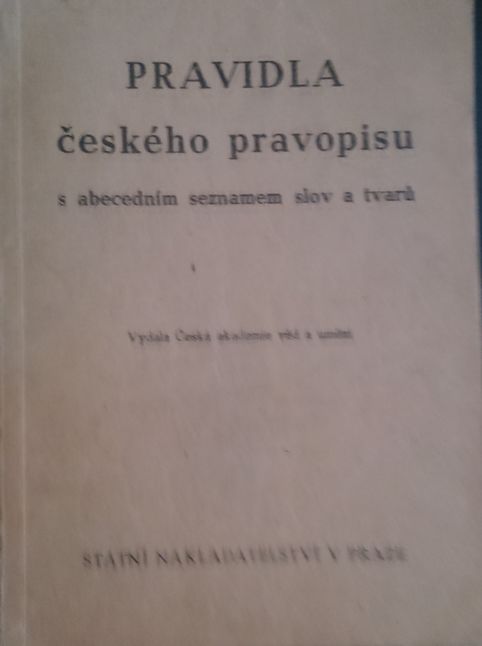 PRAVIDLA
českého pravopisu
s abecedním seznamem slov a tvarů
Vydala Česká akademie věd a umění
STÁTNÍ NAKLADATELSTVÍ V PRAZE